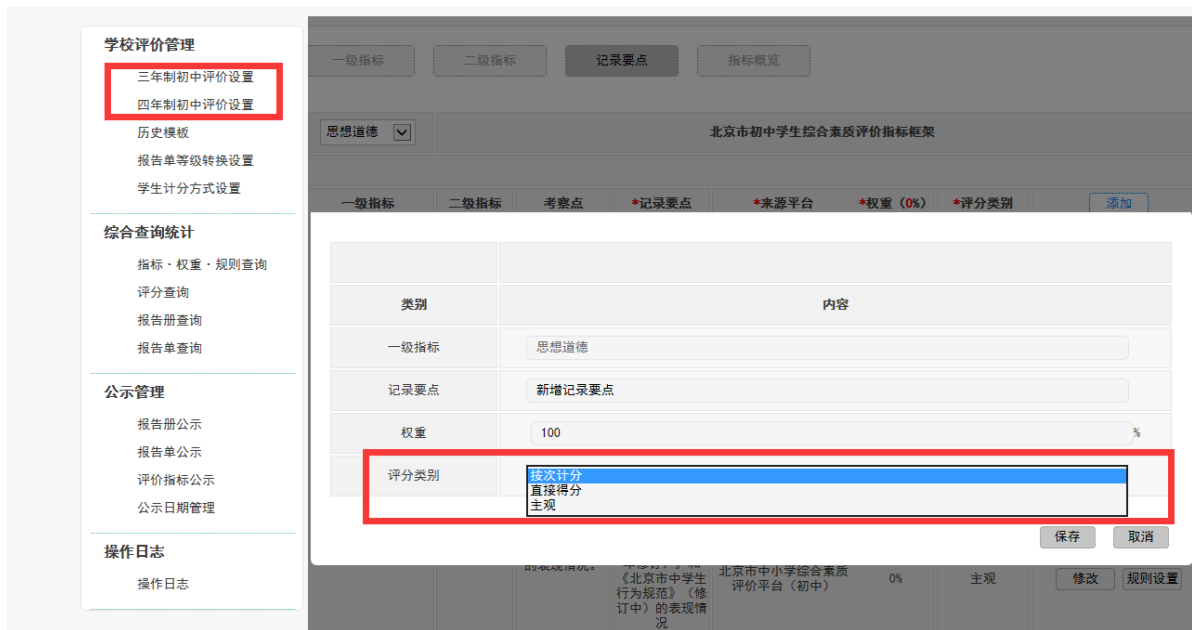 学校评价管理
三年制初中评价设置
四年制初中评价设置
历史模板
报告单等级转换设置
学生计分方式设置
综合查询统计
指标·权重·规则查询
评分查询
报告册查询
报告单查询
公示管理
报告册公示
报告单公示
评价指标公示
公示日期管理
操作日志
操作日志
一级指标 二级指标 记录要点 指标概览
思想道德 北京市初中学生综合素质评价指标框架
一级指标 二级指标 考察点 *记录要点 *来源平台 *权重（0%） *评分类别 添加
类别 内容
一级指标 思想道德
记录要点 新增记录要点
权重 100 %
评分类别 按次计分
直接得分
主观
保存 取消
的表现情况。
《北京市中学生
行为规范》（修
订中）的表现情
况
北京市中小学综合素质
评价平台（初中）
0% 主观 修改 规则设置